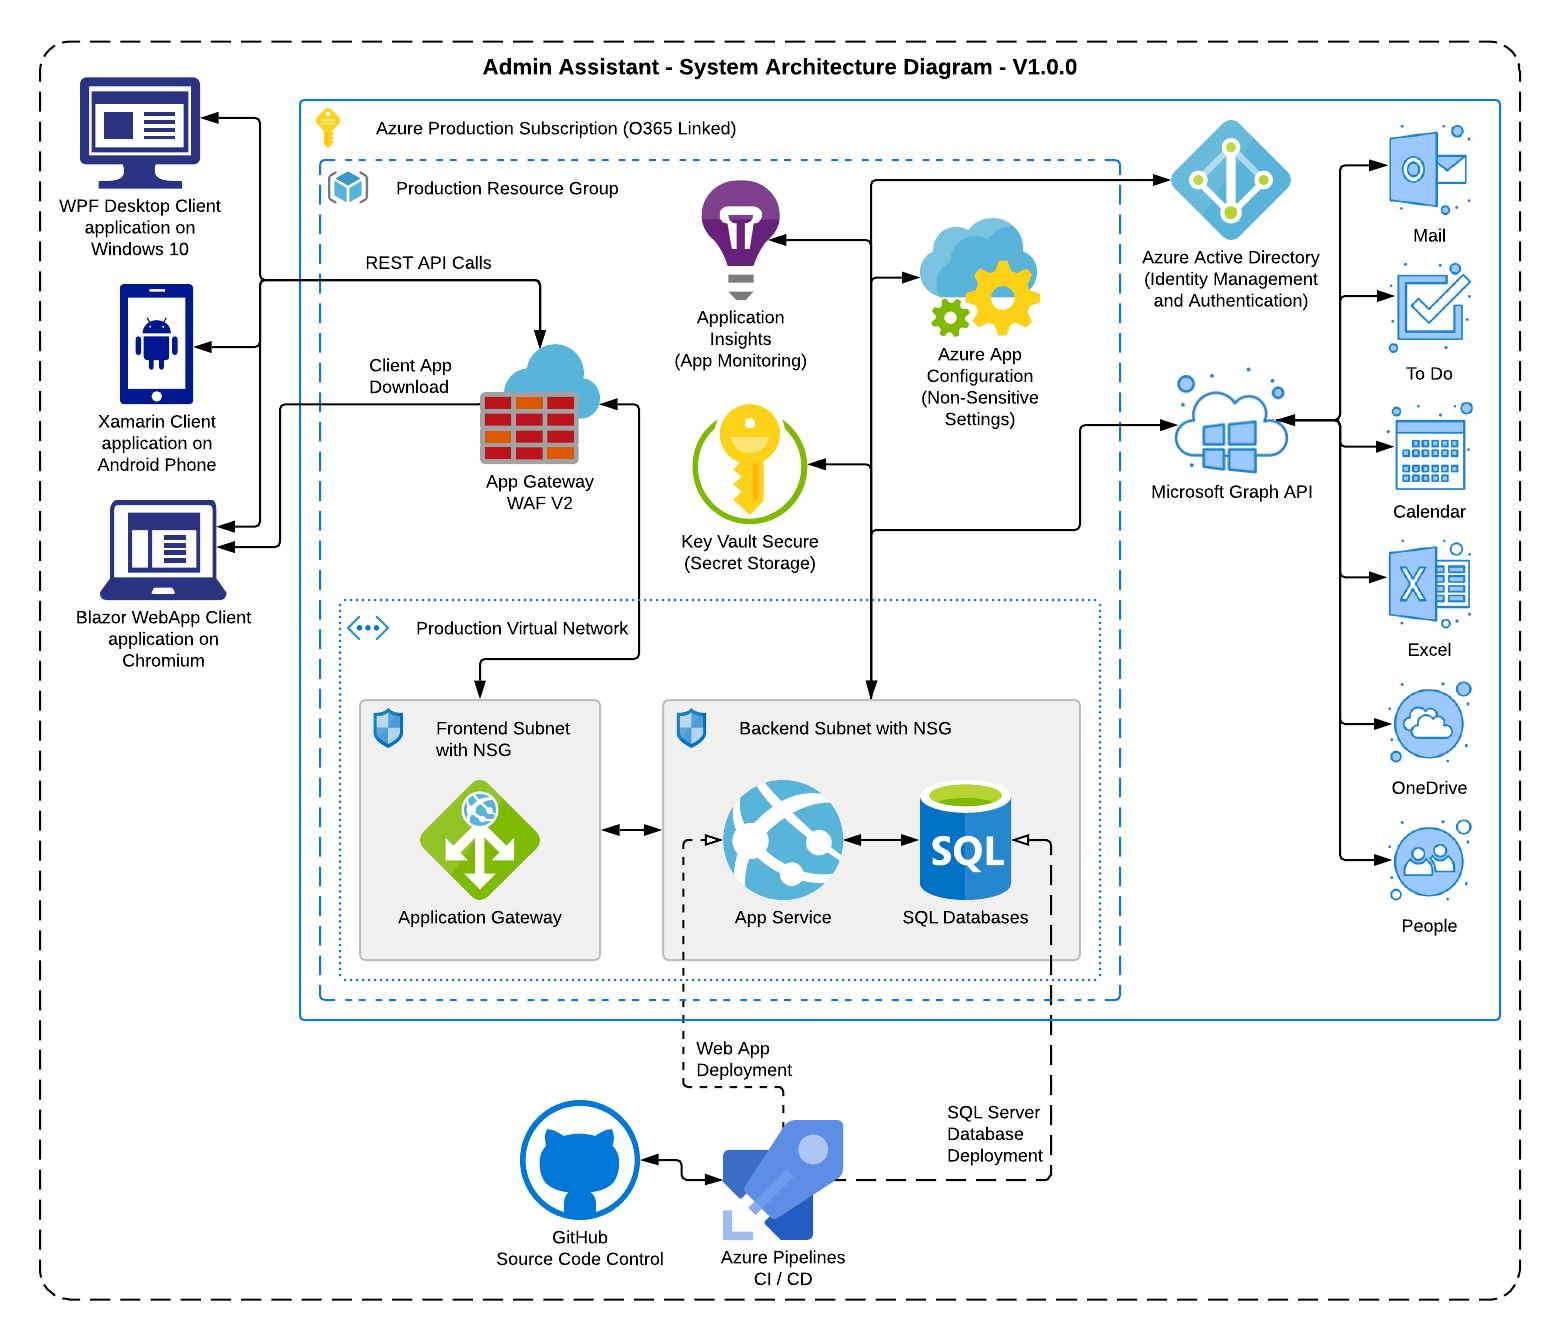 Admin Assistant - System Architecture Diagram - V1.0.0
WPF Desktop Client
application on
Windows 10
Xamarin Client
application on
Android Phone
Blazor WebApp Client
application on
Chromium
Azure Production Subscription (O365 Linked)
Production Resource Group
REST API Calls
Client App
Download
App Gateway
WAF V2
Application
Insights
(App Monitoring)
Key Vault Secure
(Secret Storage)
Azure App
Configuration
(Non-Sensitive
Settings)
Azure Active Directory
(Identity Management
and Authentication)
Microsoft Graph API
Mail
To Do
Calendar
X
Excel
OneDrive
People
Production Virtual Network
Frontend Subnet
with NSG
Application Gateway
Backend Subnet with NSG
App Service
SQL
SQL Databases
Web App
Deployment
SQL Server
Database
Deployment
GitHub
Source Code Control
Azure Pipelines
CI / CD